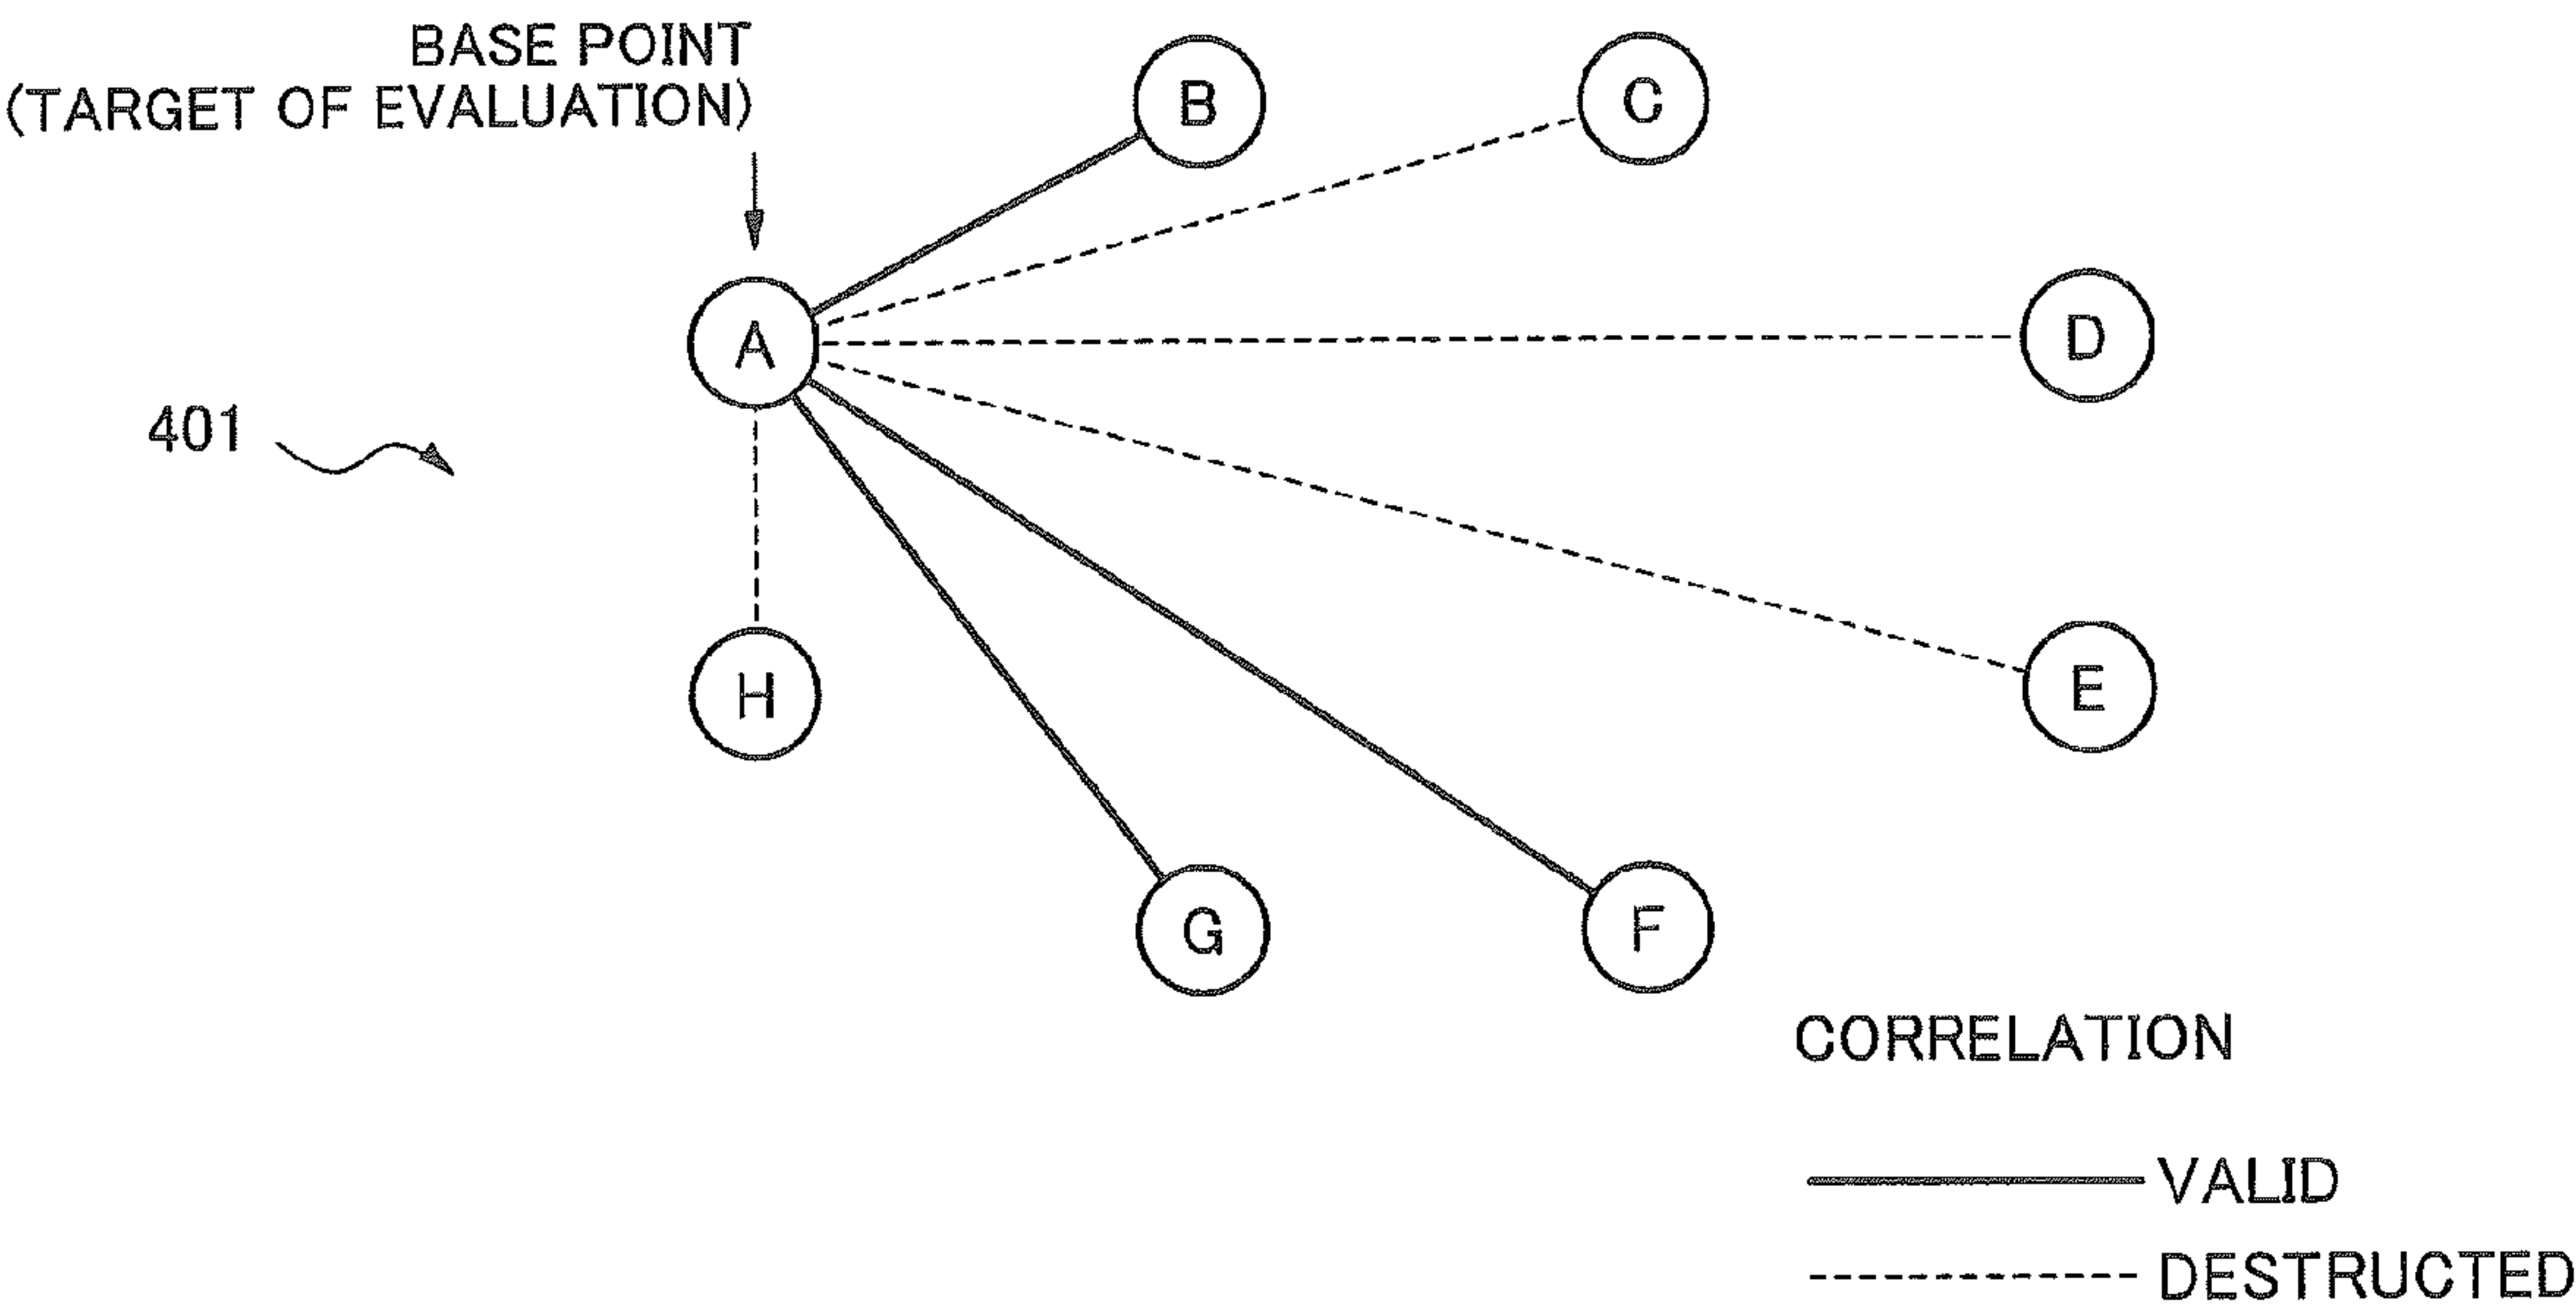 BASE POINT
(TARGET OF EVALUATION)
B
C
A
D
401
H
E
G
F
CORRELATION
VALID
DESTRUCTED